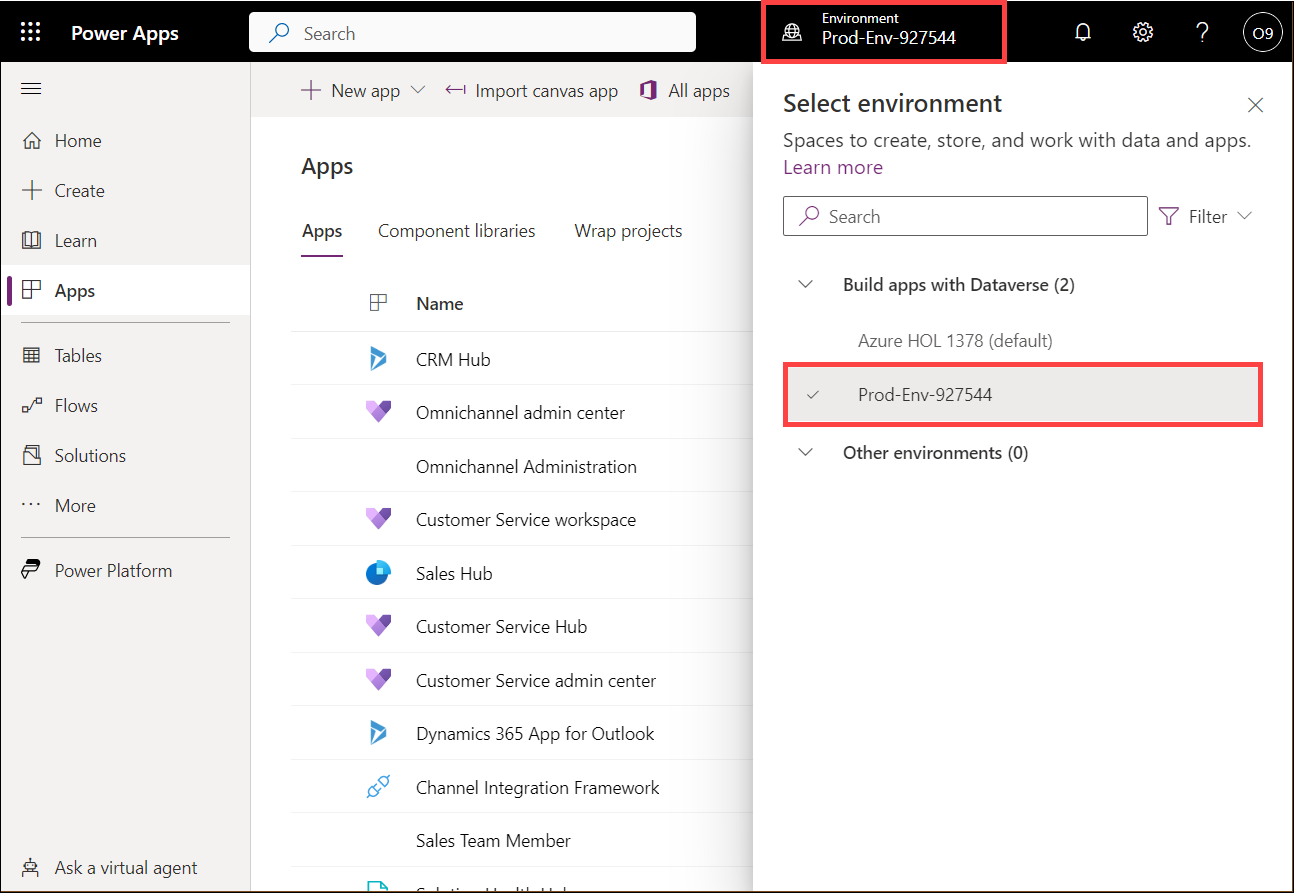 Power Apps
Search
Environment
Prod-Env-927544
O9
Home
Create
Learn
Apps
Tables
Flows
Solutions
More
Power Platform
Ask a virtual agent
New app
Import canvas app
All apps
Apps
Apps
Component libraries
Wrap projects
Name
CRM Hub
Omnichannel admin center
Omnichannel Administration
Customer Service workspace
Sales Hub
Customer Service Hub
Customer Service admin center
Dynamics 365 App for Outlook
Channel Integration Framework
Sales Team Member
Select environment
Spaces to create, store, and work with data and apps.
Learn more
Search
Filter
Build apps with Dataverse (2)
Azure HOL 1378 (default)
Prod-Env-927544
Other environments (0)